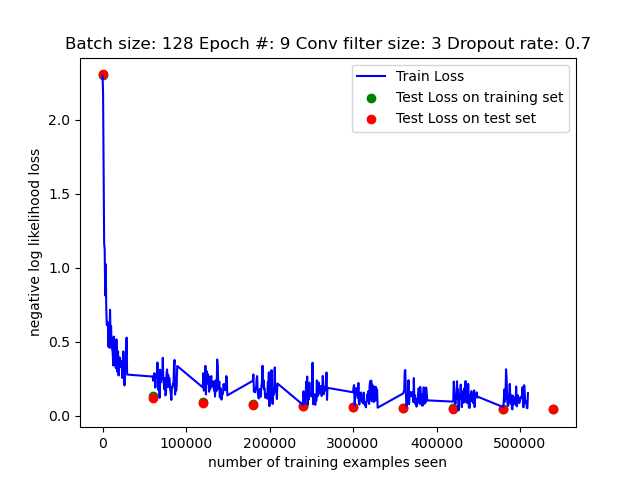 Batch size: 128 Epoch #: 9 Conv filter size: 3 Dropout rate: 0.7
Train Loss
Test Loss on training set
Test Loss on test set
negative log likelihood loss
2.0
1.5
1.0
0.5
0.0
0 100000 200000 300000 400000 500000
number of training examples seen